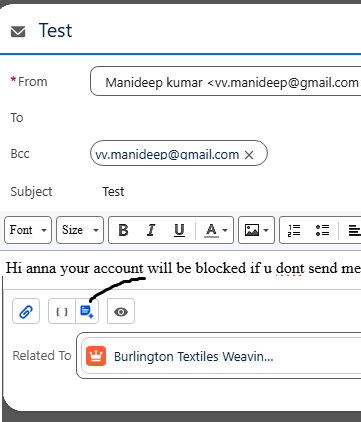 Test
*From Manideep kumar <vv.manideep@gmail.com
To
Bcc vv.manideep@gmail.com ×
Subject Test
Font Size B I U A
Hi anna your account will be blocked if u dont send me
{ }
Related To Burlington Textiles Weavin...